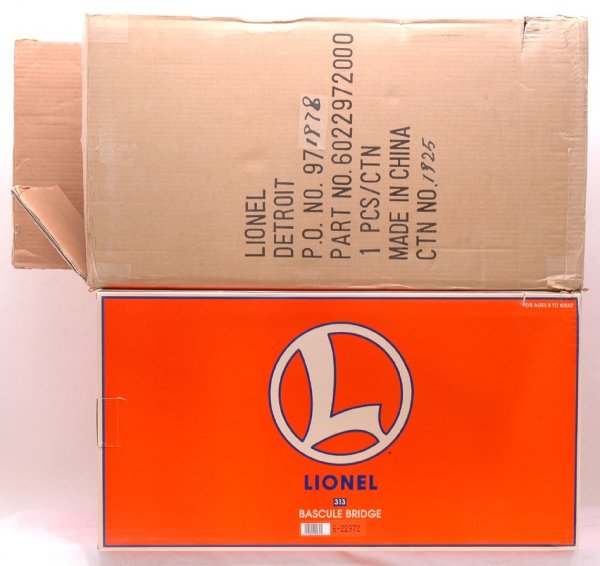 LIONEL
DETROIT
P.O. NO. 971978
PART NO.6022972000
1 PCS/CTN
MADE IN CHINA
CTN NO.1925
FOR AGES 8 TO ADULT
L
LIONEL
313
BASCULE BRIDGE
6-22972